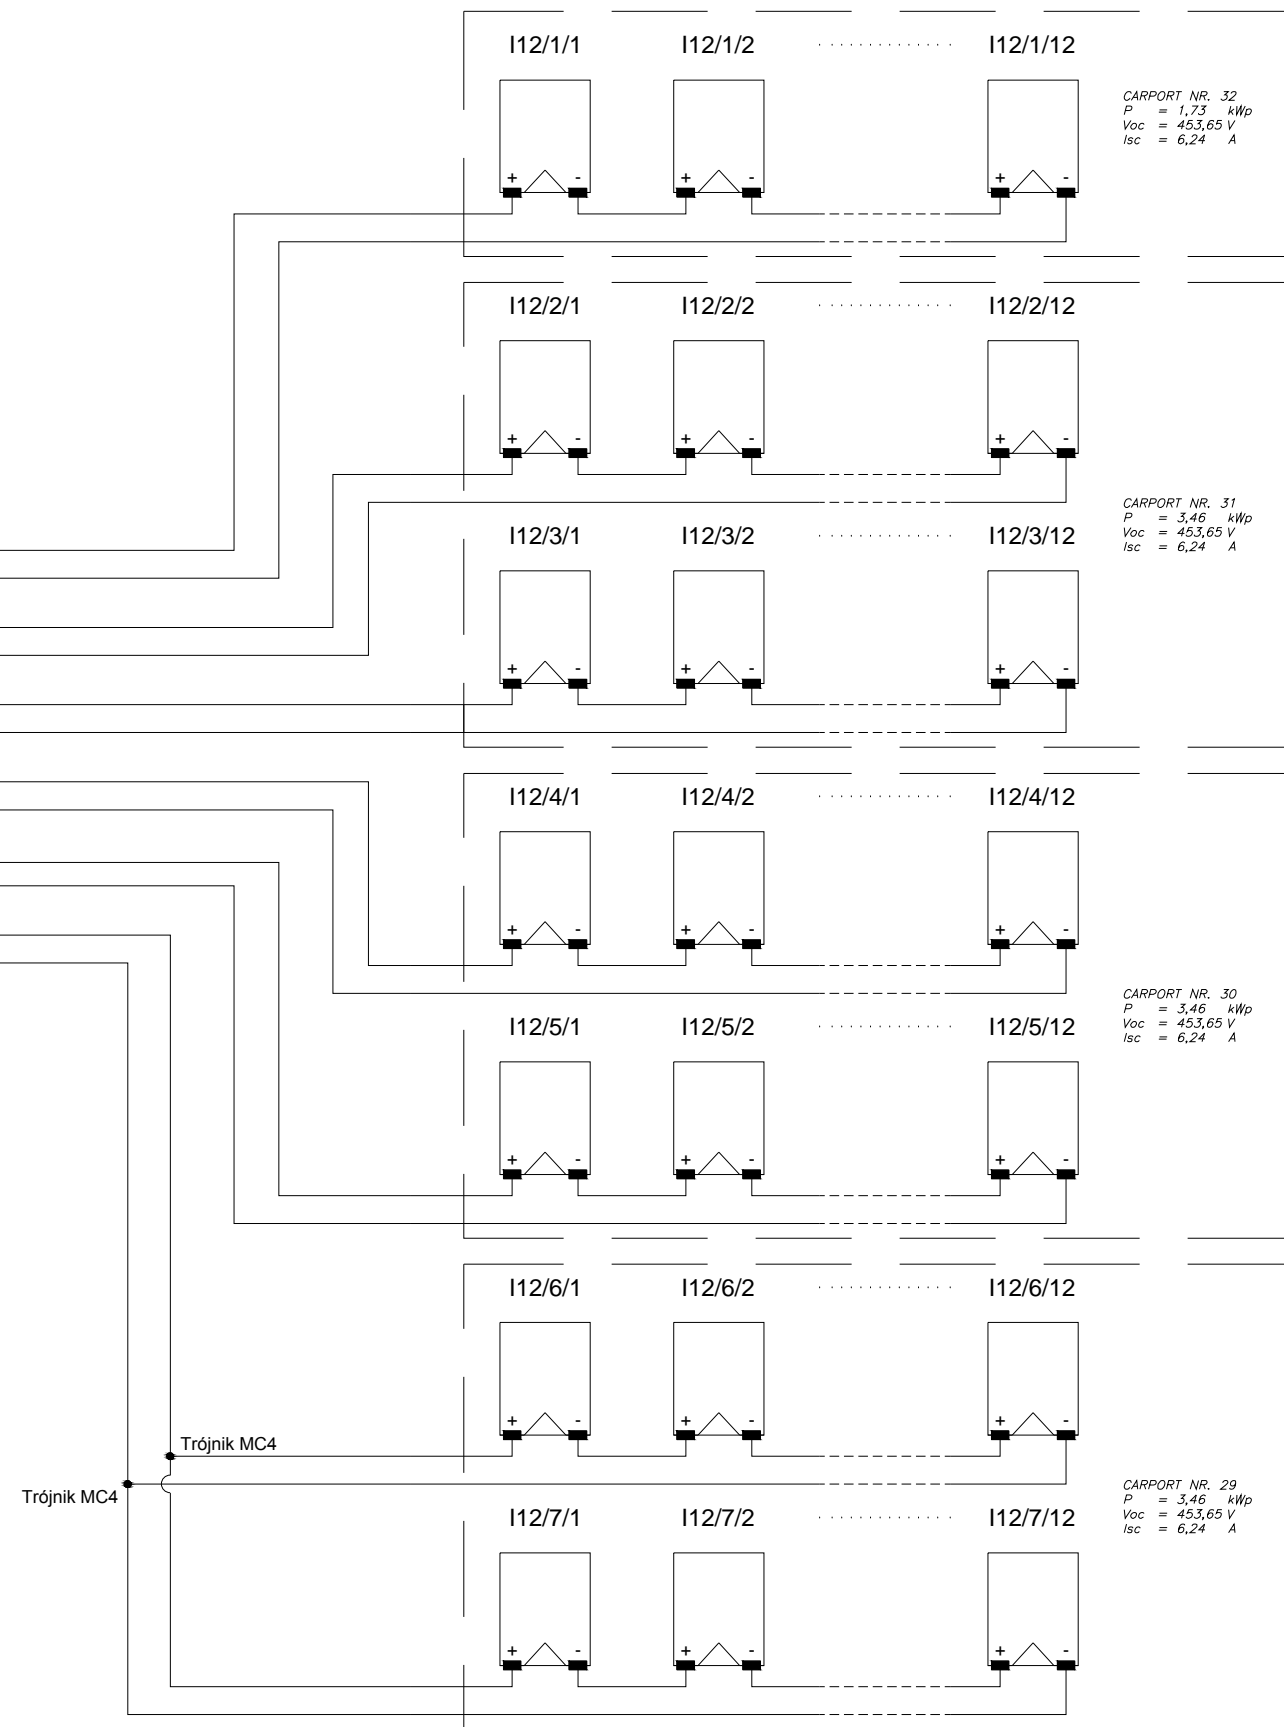 I12/1/1 I12/1/2 . . . . . . . . . . . . . . I12/1/12
CARPORT NR. 32
P = 1,73 kWp
Voc = 453,65 V
Isc = 6,24 A
+ - + - + -
I12/2/1 I12/2/2 . . . . . . . . . . . . . . I12/2/12
+ - + - + -
CARPORT NR. 31
P = 3,46 kWp
Voc = 453,65 V
Isc = 6,24 A
I12/3/1 I12/3/2 . . . . . . . . . . . . . . I12/3/12
+ - + - + -
I12/4/1 I12/4/2 . . . . . . . . . . . . . . I12/4/12
+ - + - + -
CARPORT NR. 30
P = 3,46 kWp
Voc = 453,65 V
Isc = 6,24 A
I12/5/1 I12/5/2 . . . . . . . . . . . . . . I12/5/12
+ - + - + -
I12/6/1 I12/6/2 . . . . . . . . . . . . . . I12/6/12
+ - + - + -
Trójnik MC4
Trójnik MC4
CARPORT NR. 29
P = 3,46 kWp
Voc = 453,65 V
Isc = 6,24 A
I12/7/1 I12/7/2 . . . . . . . . . . . . . . I12/7/12
+ - + - + -